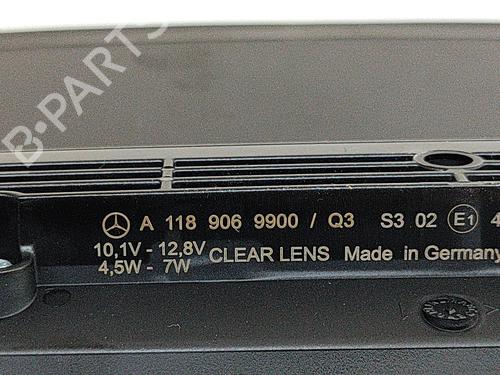 B-PARTS
A 118 906 9900 / Q3 S3 02 E1 4
10,1V - 12,8V
4,5W - 7W CLEAR LENS Made in Germany